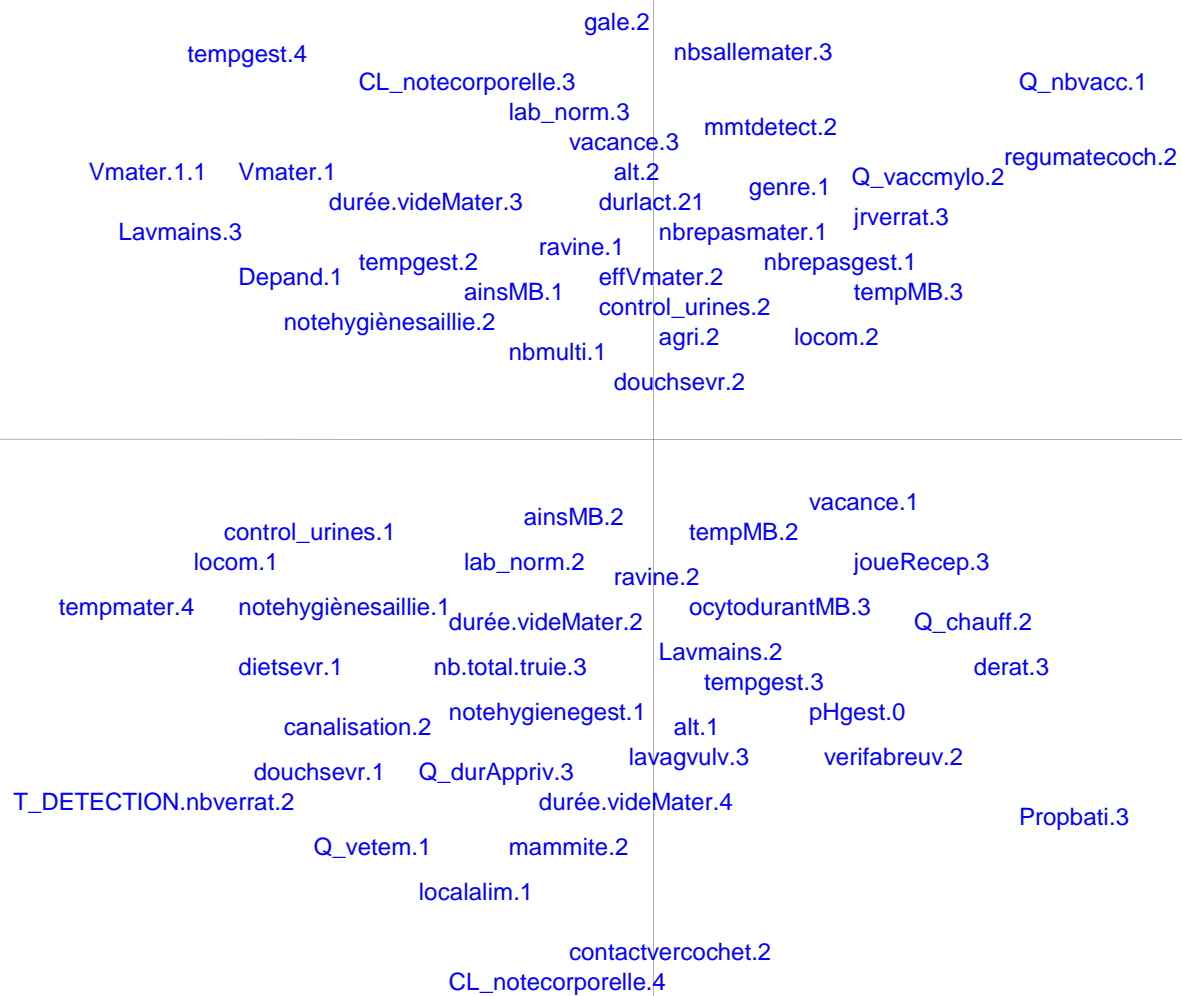 gale.2
tempgest.4
nbsallemater.3
CL_notecorporelle.3
Q_nbvacc.1
lab_norm.3
mmtdetect.2
vacance.3
regumatecoch.2
Vmater.1.1
Vmater.1
alt.2
Q_vaccmylo.2
genre.1
durée.videMater.3
durlact.21
jrverrat.3
Lavmains.3
nbrepasmater.1
ravine.1
tempgest.2
nbrepasgest.1
Depand.1
effVmater.2
ainsMB.1
tempMB.3
control_urines.2
notehygiènesaillie.2
agri.2
locom.2
nbmulti.1
douchsevr.2
vacance.1
ainsMB.2
control_urines.1
tempMB.2
locom.1
lab_norm.2
joueRecep.3
ravine.2
tempmater.4
notehygiènesaillie.1
ocytodurantMB.3
durée.videMater.2
Q_chauff.2
Lavmains.2
dietsevr.1
nb.total.truie.3
derat.3
tempgest.3
notehygienegest.1
pHgest.0
canalisation.2
alt.1
lavagvulv.3
verifabreuv.2
douchsevr.1
Q_durAppriv.3
T_DETECTION.nbverrat.2
durée.videMater.4
Propbati.3
Q_vetem.1
mammite.2
localalim.1
contactvercochet.2
CL_notecorporelle.4